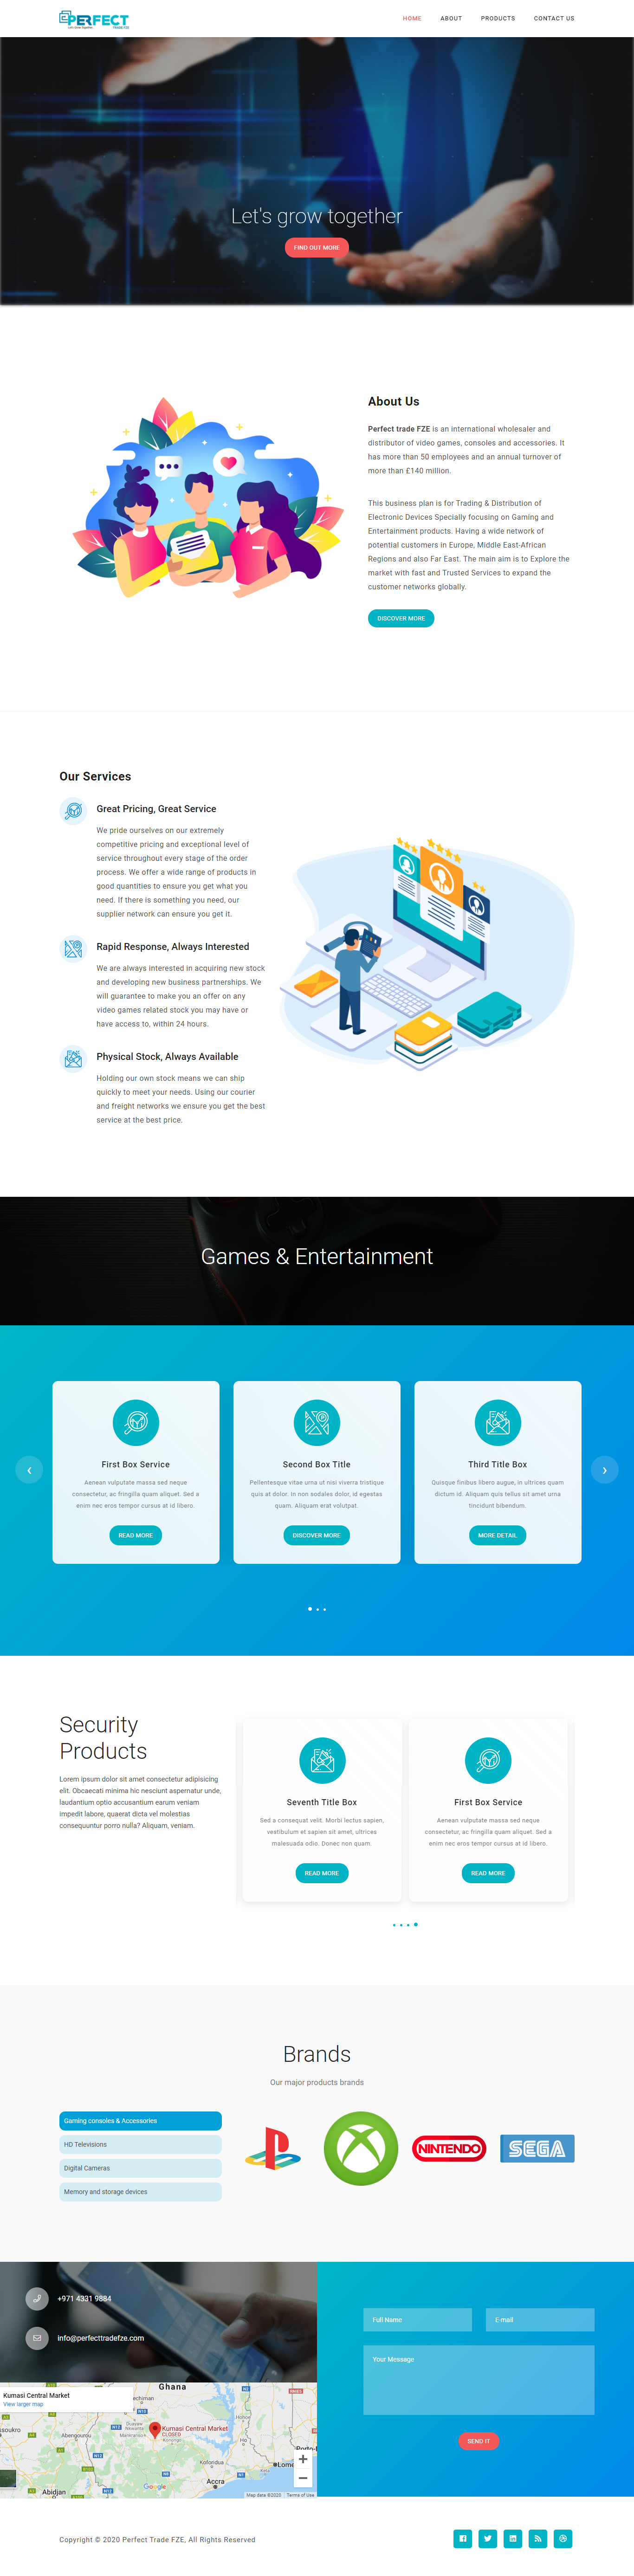 PERFECT
Let's Grow Together
TRADE FZE
HOME
ABOUT
PRODUCTS
CONTACT US
Let's grow together
FIND OUT MORE
About Us
Perfect trade FZE is an international wholesaler and
distributor of video games, consoles and accessories. It
has more than 50 employees and an annual turnover of
more than £140 million.
This business plan is for Trading & Distribution of
Electronic Devices Specially focusing on Gaming and
Entertainment products. Having a wide network of
potential customers in Europe, Middle East-African
Regions and also Far East. The main aim is to Explore the
market with fast and Trusted Services to expand the
customer networks globally.
DISCOVER MORE
Our Services
Great Pricing, Great Service
We pride ourselves on our extremely
competitive pricing and exceptional level of
service throughout every stage of the order
process. We offer a wide range of products in
good quantities to ensure you get what you
need. If there is something you need, our
supplier network can ensure you get it.
Rapid Response, Always Interested
We are always interested in acquiring new stock
and developing new business partnerships. We
will guarantee to make you an offer on any
video games related stock you may have or
have access to, within 24 hours.
Physical Stock, Always Available
Holding our own stock means we can ship
quickly to meet your needs. Using our courier
and freight networks we ensure you get the best
service at the best price.
Games & Entertainment
First Box Service
Aenean vulputate massa sed neque
consectetur, ac fringilla quam aliquet. Sed a
enim nec eros tempor cursus at id libero.
READ MORE
Second Box Title
Pellentesque vitae urna ut nisi viverra tristique
quis at dolor. In non sodales dolor, id egestas
quam. Aliquam erat volutpat.
DISCOVER MORE
Third Title Box
Quisque finibus libero augue, in ultrices quam
dictum id. Aliquam quis tellus sit amet urna
tincidunt bibendum.
MORE DETAIL
Security
Products
Lorem ipsum dolor sit amet consectetur adipisicing
elit. Obcaecati minima hic nesciunt aspernatur unde,
laudantium optio accusantium earum veniam
impedit labore, quaerat dicta vel molestias
consequuntur porro nulla? Aliquam, veniam.
Seventh Title Box
Sed a consequat velit. Morbi lectus sapien,
vestibulum et sapien sit amet, ultrices
malesuada odio. Donec non quam.
READ MORE
First Box Service
Aenean vulputate massa sed neque
consectetur, ac fringilla quam aliquet. Sed a
enim nec eros tempor cursus at id libero.
READ MORE
Brands
Our major products brands
Gaming consoles & Accessories
HD Televisions
Digital Cameras
Memory and storage devices
NINTENDO
SEGA
+971 4331 9884
info@perfecttradefze.com
Full Name
E-mail
Your Message
SEND IT
Ghana
Kumasi Central Market
View larger map
Kumasi Central Market
CLOSED
Koforidua
Ho
Accra
Abidjan
Google
Map data ©2020
Terms of Use
Copyright © 2020 Perfect Trade FZE, All Rights Reserved